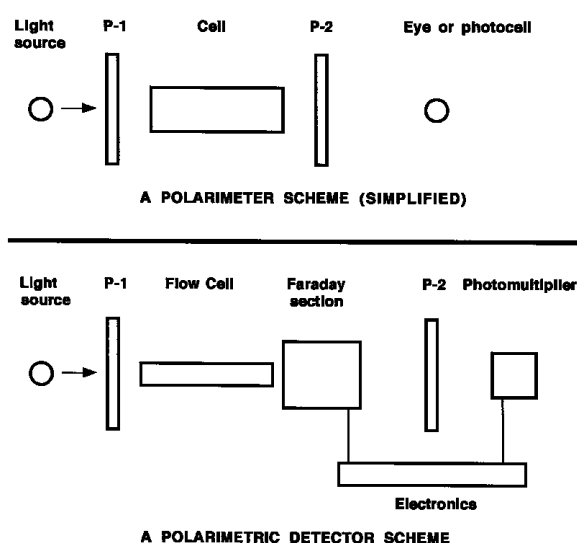 Light source P-1 Cell P-2 Eye or photocell
A POLARIMETER SCHEME (SIMPLIFIED)
Light source P-1 Flow Cell Faraday section P-2 Photomultiplier
Electronics
A POLARIMETRIC DETECTOR SCHEME